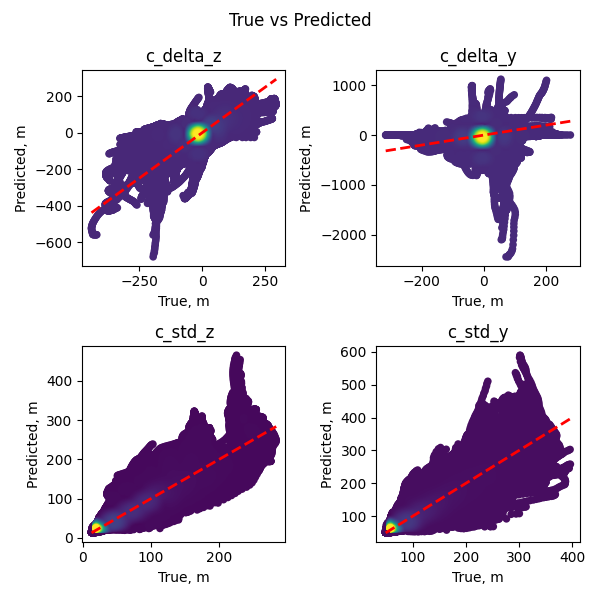 True vs Predicted
c_delta_z
c_delta_y
Predicted, m
200
0
−200
−400
−600
−250
0
250
True, m
Predicted, m
1000
0
−1000
−2000
−200
0
200
True, m
c_std_z
c_std_y
Predicted, m
400
300
200
100
0
0
100
200
True, m
Predicted, m
600
500
400
300
200
100
100
200
300
400
True, m